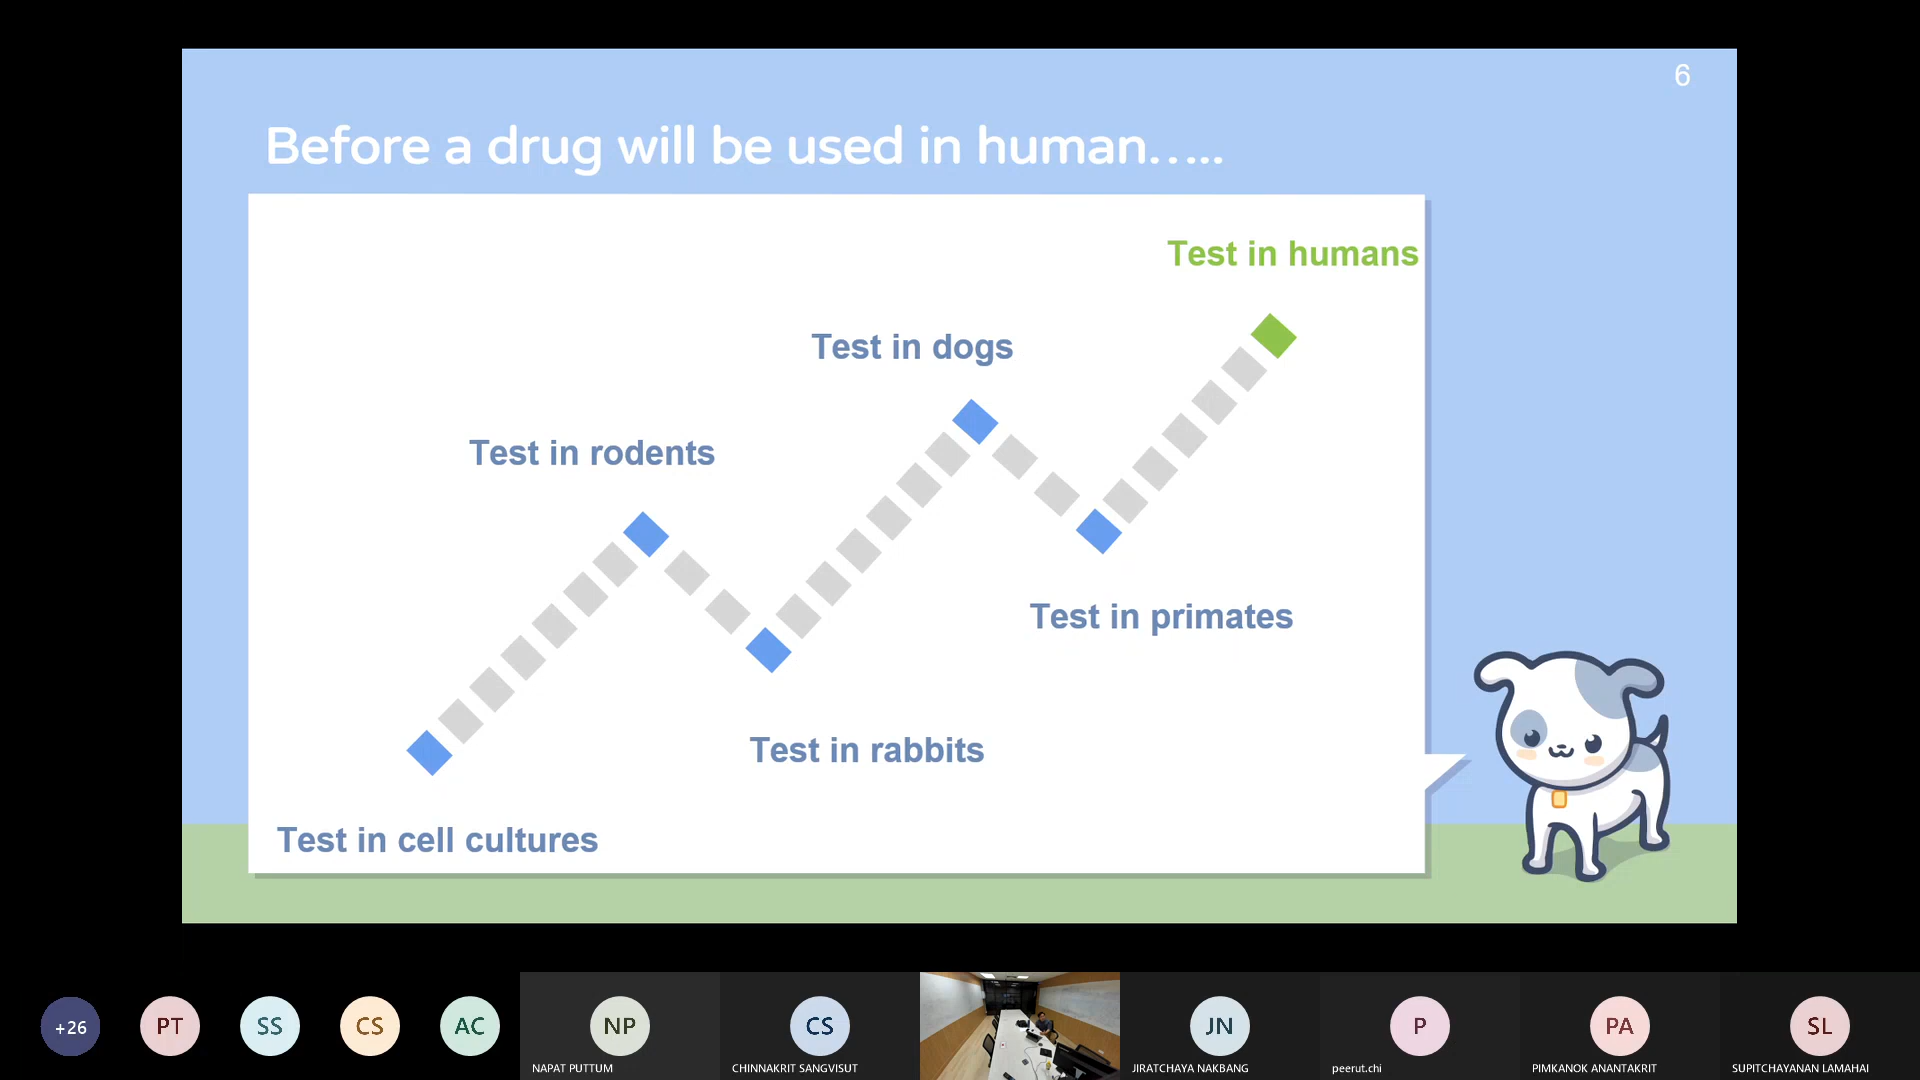 6
Before a drug will be used in human.....
Test in humans
Test in dogs
Test in rodents
Test in primates
Test in rabbits
Test in cell cultures
+26
PT
SS
CS
AC
NP
NAPAT PUTTUM
CS
CHINNAKRIT SANGVISUT
JN
JIRATCHAYA NAKBANG
P
peerut.chi
PA
PIMKANOK ANANTAKRIT
SL
SUPITCHAYANAN LAMAHAI